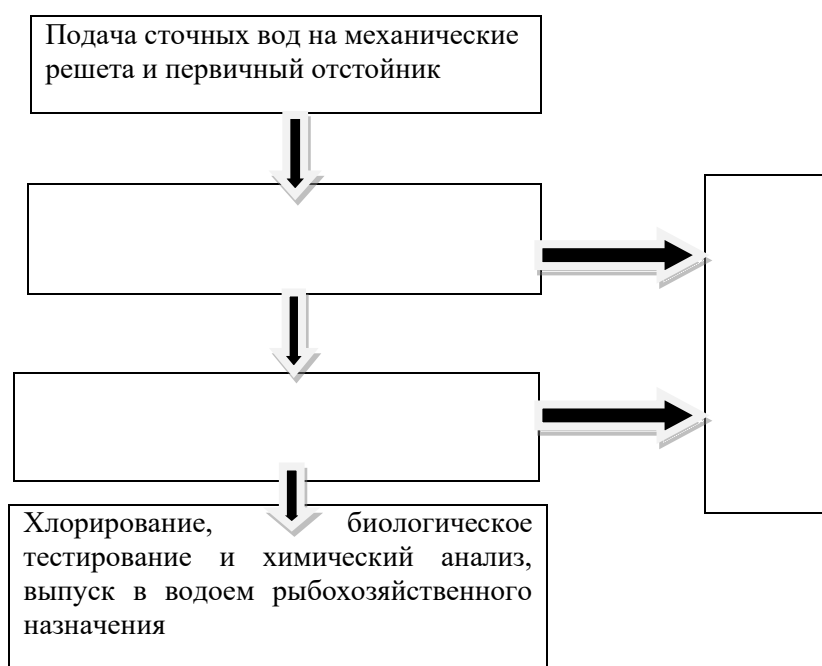 Подача сточных вод на механические
решета и первичный отстойник
Хлорирование, биологическое
тестирование и химический анализ,
выпуск в водоем рыбохозяйственного
назначения